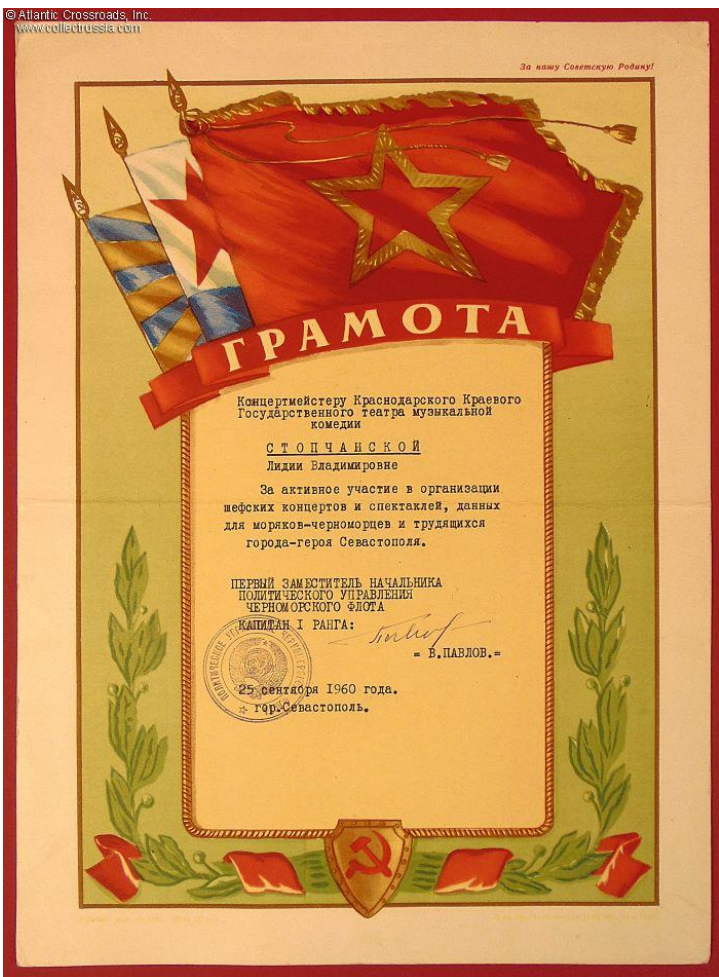 © Atlantic Crossroads, Inc.
www.collectrussia.com
За нашу Советскую Родину!
ГРАМОТА
Концертмейстеру Краснодарского Краевого
Государственного театра музыкальной
комедии
СТОПЧАНСКОЙ
Лидии Владимировне
За активное участие в организации
шефских концертов и спектаклей, данных
для моряков-черноморцев и трудящихся
города-героя Севастополя.
ПЕРВЫЙ ЗАМЕСТИТЕЛЬ НАЧАЛЬНИКА
ПОЛИТИЧЕСКОГО УПРАВЛЕНИЯ
ЧЕРНОМОРСКОГО ФЛОТА
КАПИТАН I РАНГА:
= В.ПАВЛОВ.=
25 сентября 1960 года.
гор.Севастополь.